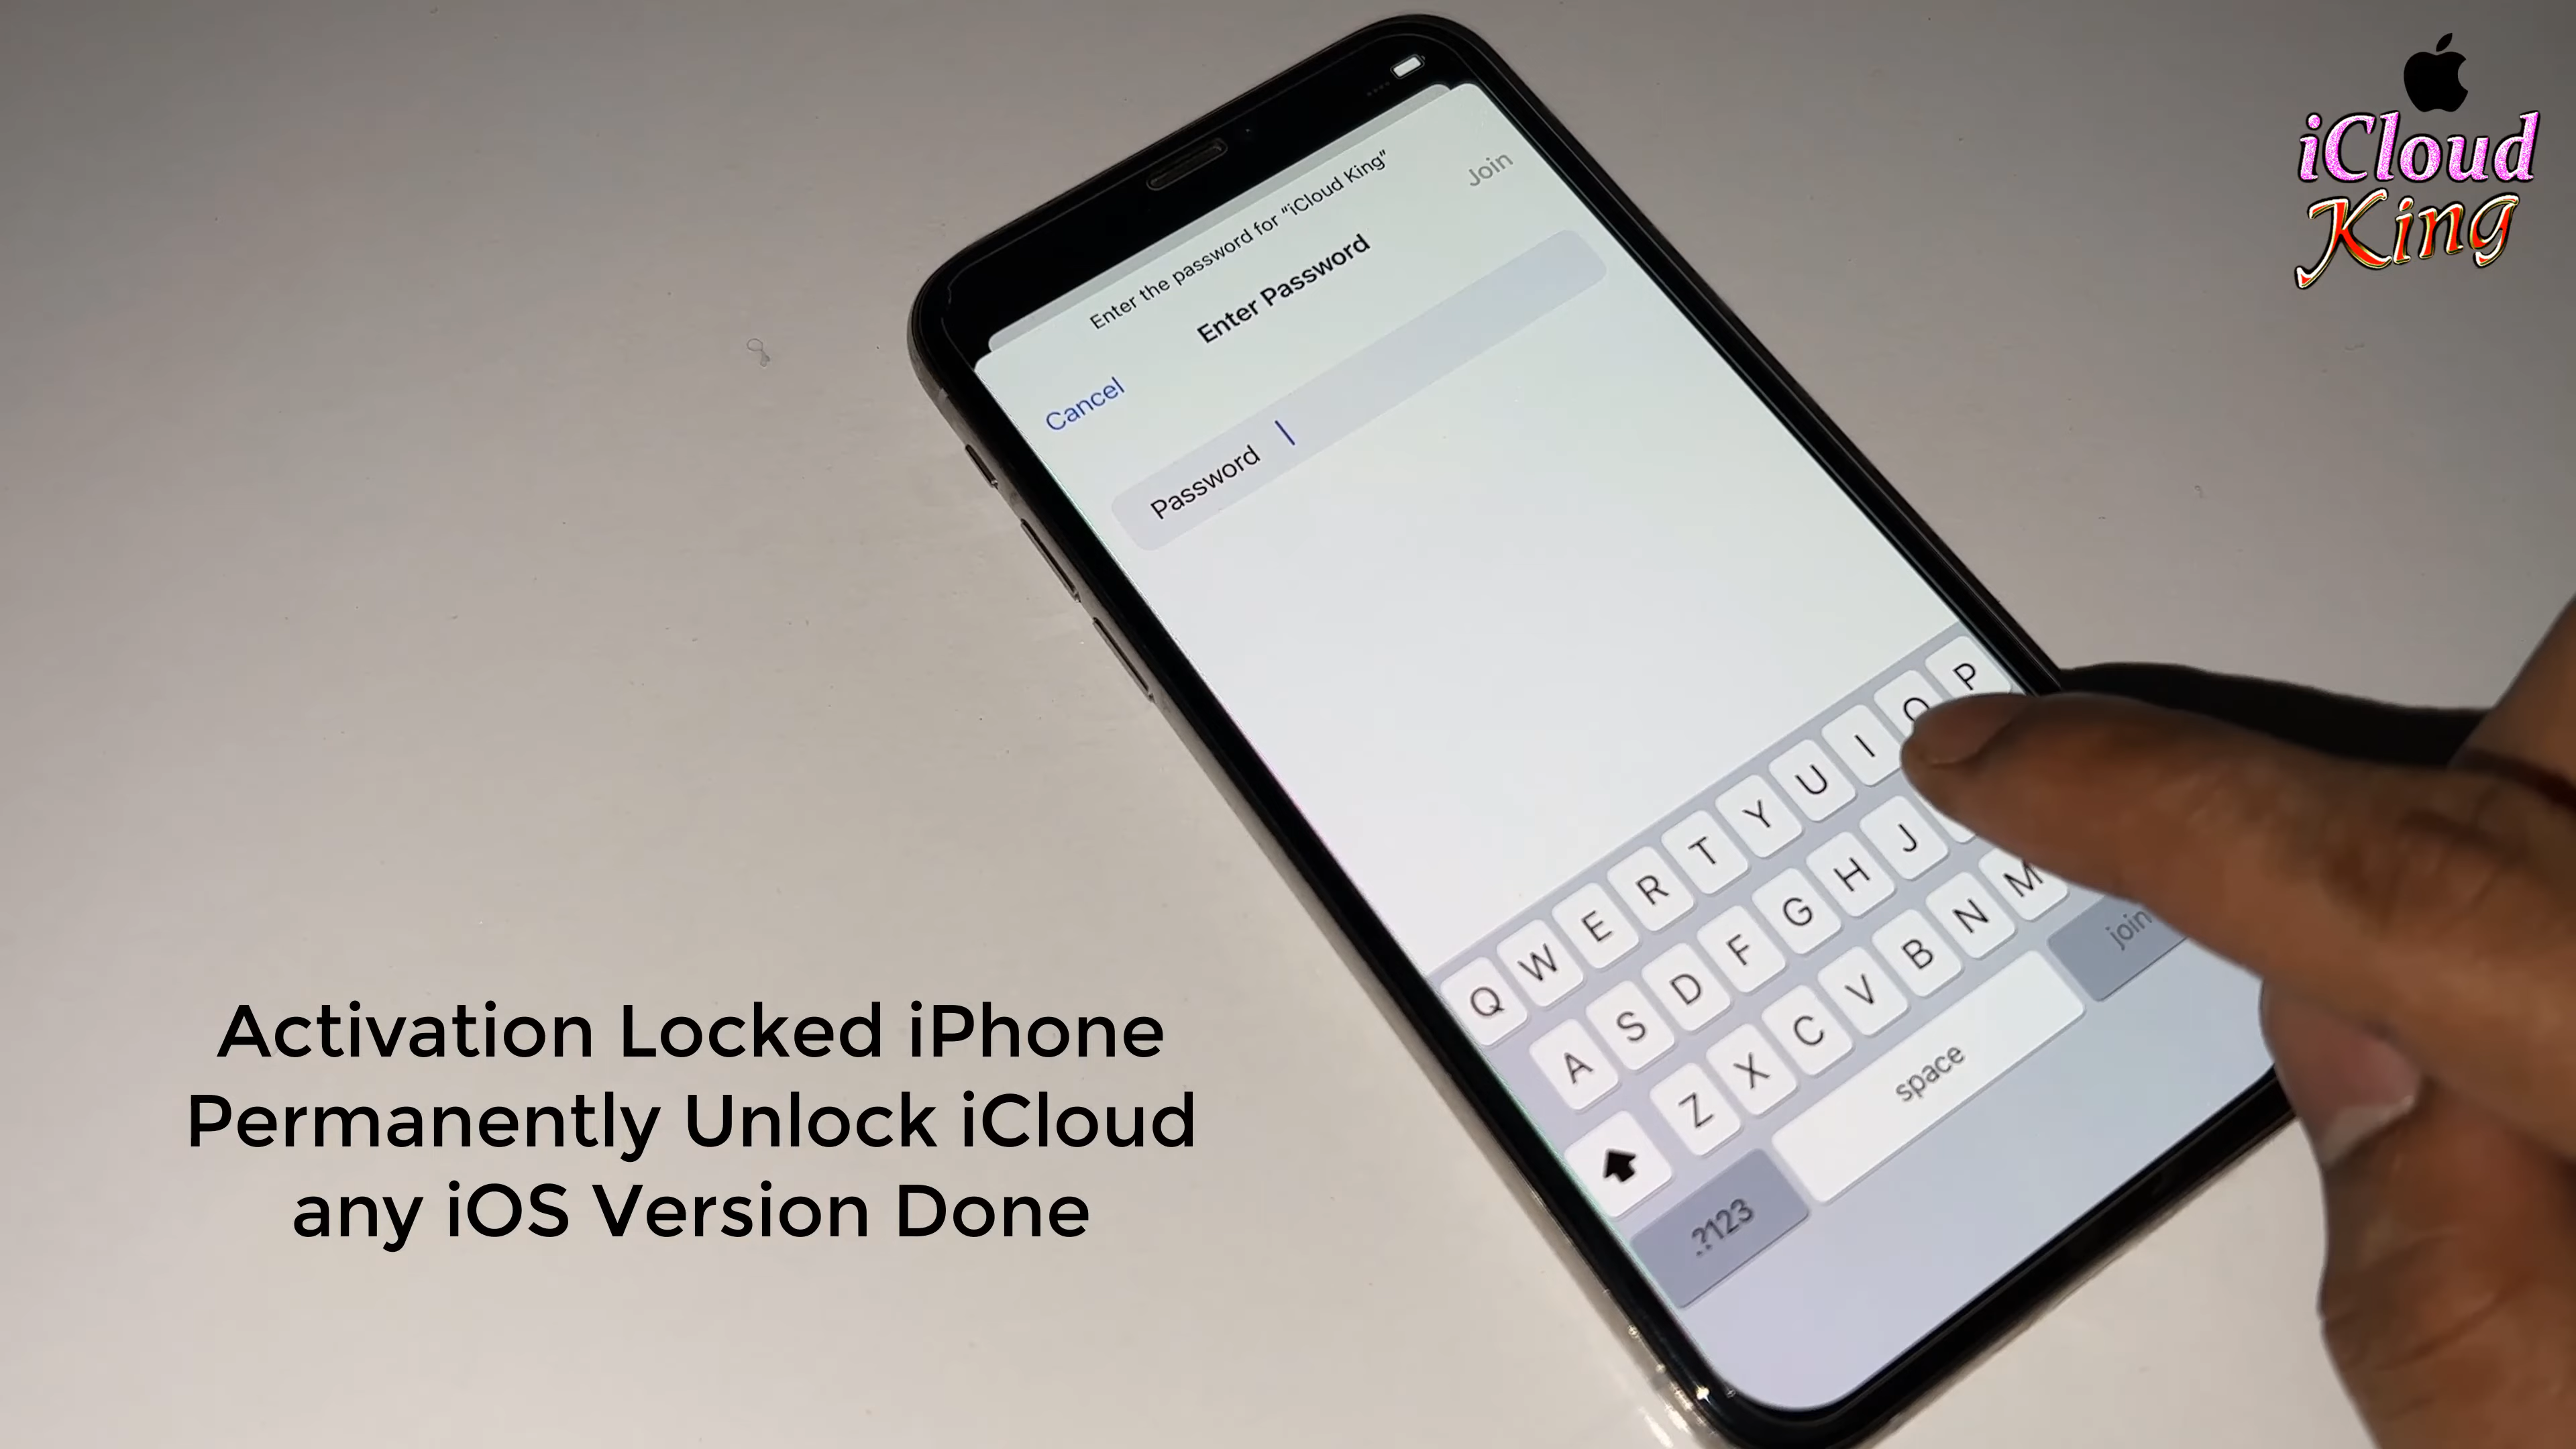 iCloud
King
Enter the password for "iCloud King"
Join
Enter Password
Cancel
Password
Q W E R T Y U I O P
A S D F G H J
Z X C V B N M
.?123
space
join
Activation Locked iPhone
Permanently Unlock iCloud
any iOS Version Done